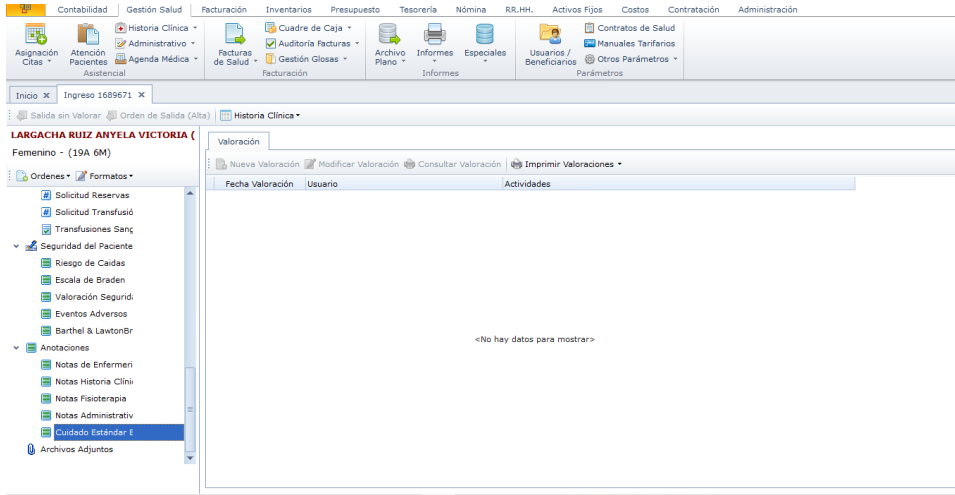 Contabilidad Gestión Salud Facturación Inventarios Presupuesto Tesorería Nómina RR.HH. Activos Fijos Costos Contratación Administración
Asignación Citas
Atención Pacientes
Historia Clínica
Administrativo
Agenda Médica
Asistencial
Facturas de Salud
Cuadre de Caja
Auditoría Facturas
Gestión Glosas
Facturación
Archivo Plano
Informes
Especiales
Informes
Usuarios / Beneficiarios
Contratos de Salud
Manuales Tarifarios
Otros Parámetros
Parámetros
Inicio Ingreso 1689671
Salida sin Valorar Orden de Salida (Alta) Historia Clínica
LARGACHA RUIZ ANYELA VICTORIA (
Femenino - (19A 6M)
Ordenes Formatos
Solicitud Reservas
Solicitud Transfusió
Transfusiones Sang
Seguridad del Paciente
Riesgo de Caidas
Escala de Braden
Valoración Segurida
Eventos Adversos
Barthel & LawtonBr
Anotaciones
Notas de Enfermeri
Notas Historia Clínic
Notas Fisioterapia
Notas Administrativ
Cuidado Estándar E
Archivos Adjuntos
Valoración
Nueva Valoración Modificar Valoración Consultar Valoración Imprimir Valoraciones
Fecha Valoración Usuario Actividades
<No hay datos para mostrar>